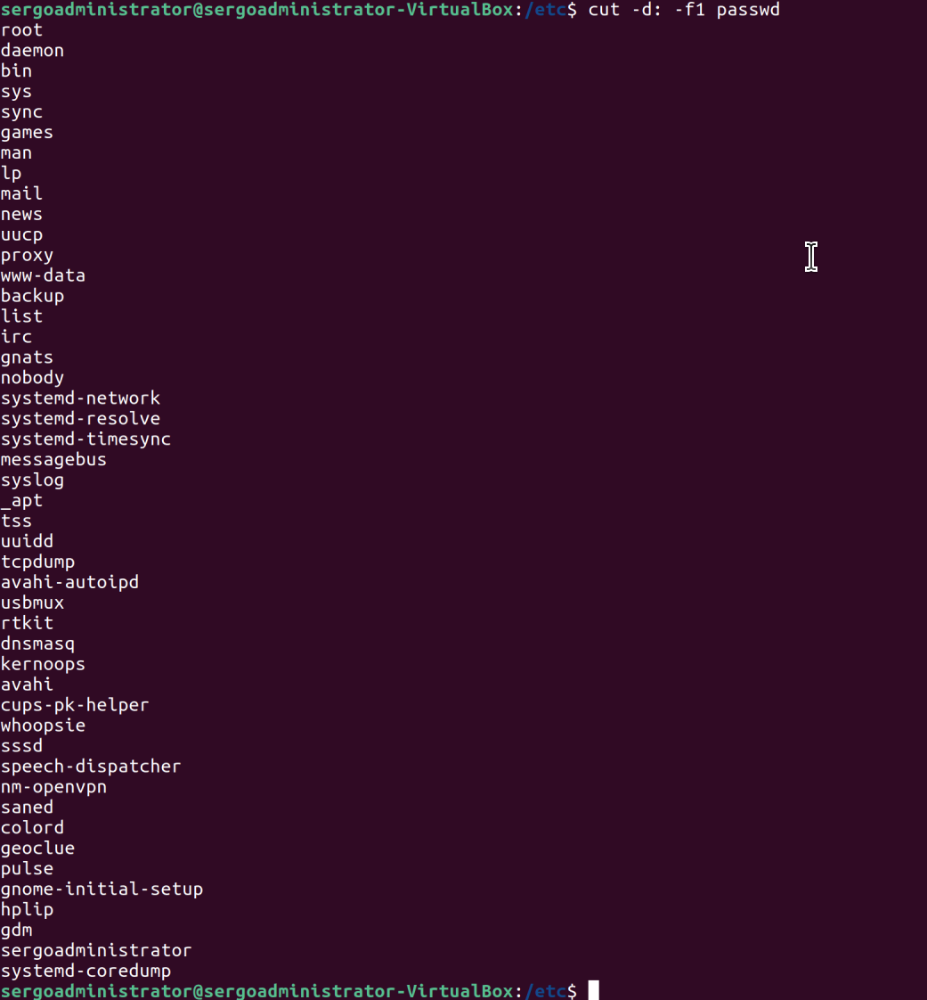 sergoadministrator@sergoadministrator-VirtualBox:/etc$ cut -d: -f1 passwd
root
daemon
bin
sys
sync
games
man
lp
mail
news
uucp
proxy
www-data
backup
list
irc
gnats
nobody
systemd-network
systemd-resolve
systemd-timesync
messagebus
syslog
_apt
tss
uuidd
tcpdump
avahi-autoipd
usbmux
rtkit
dnsmasq
kernoops
avahi
cups-pk-helper
whoopsie
sssd
speech-dispatcher
nm-openvpn
saned
colord
geoclue
pulse
gnome-initial-setup
hplip
gdm
sergoadministrator
systemd-coredump
sergoadministrator@sergoadministrator-VirtualBox:/etc$